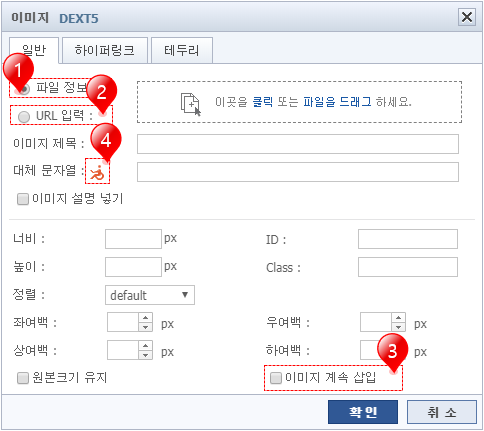 이미지 DEXT5
일반 하이퍼링크 테두리
1 파일 정보
2 URL 입력 :
이곳을 클릭 또는 파일을 드래그 하세요.
이미지 제목 :
4
대체 문자열 :
이미지 설명 넣기
너비 : px ID :
높이 : px Class :
정렬 : default
좌여백 : px 우여백 : px
상여백 : px 하여백 : px
3
원본크기 유지 이미지 계속 삽입
확인 취소